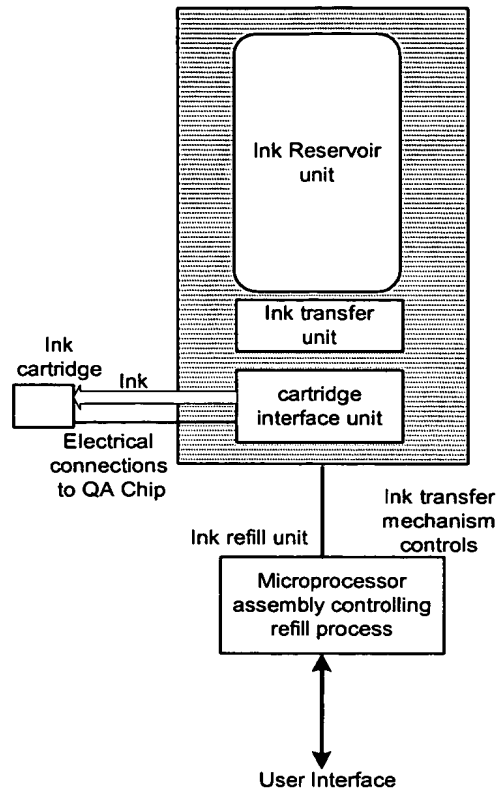 Ink Reservoir
unit
Ink transfer
unit
Ink
cartridge
Ink
cartridge
interface unit
Electrical
connections
to QA Chip
Ink transfer
mechanism
controls
Ink refill unit
Microprocessor
assembly controlling
refill process
User Interface